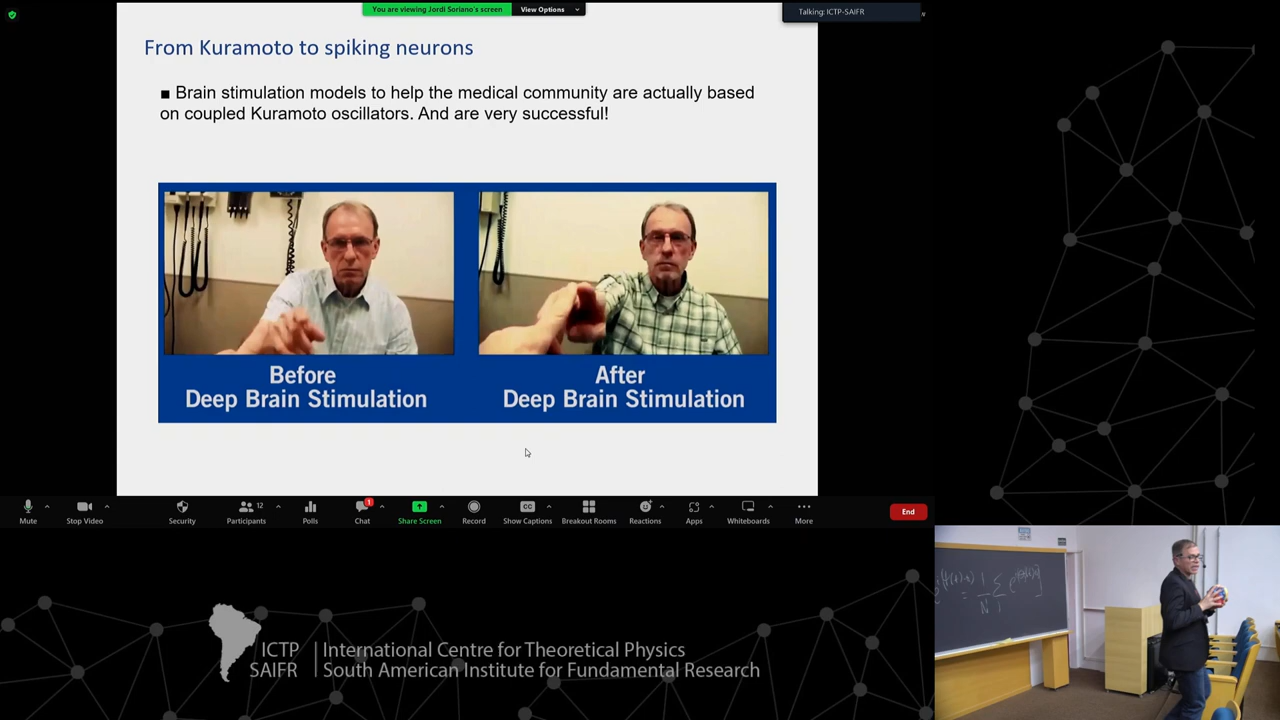 You are viewing Jordi Soriano's screen
View Options
Talking: ICTP-SAIFR
From Kuramoto to spiking neurons
■ Brain stimulation models to help the medical community are actually based
on coupled Kuramoto oscillators. And are very successful!
Before
Deep Brain Stimulation
After
Deep Brain Stimulation
Mute
Stop Video
Security
12
Participants
Polls
1
Chat
Share Screen
Record
CC
Show Captions
Breakout Rooms
Reactions
Apps
Whiteboards
More
End
ICTP
SAIFR
International Centre for Theoretical Physics
South American Institute for Fundamental Research